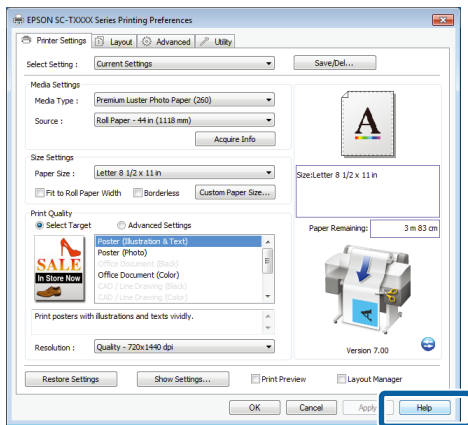 EPSON SC-TXXXX Series Printing Preferences
Printer Settings Layout Advanced Utility
Select Setting : Current Settings Save/Del...
Media Settings
Media Type : Premium Luster Photo Paper (260)
Source : Roll Paper - 44 in (1118 mm)
Acquire Info
A
Size Settings
Paper Size : Letter 8 1/2 x 11 in
Size:Letter 8 1/2 x 11 in
Fit to Roll Paper Width Borderless Custom Paper Size...
Print Quality
Select Target Advanced Settings
Paper Remaining: 3 m 83 cm
SALE
In Store Now
Poster (Illustration & Text)
Poster (Photo)
Office Document (Black)
Office Document (Color)
CAD / Line Drawing (Black)
CAD / Line Drawing (Color)
Print posters with illustrations and texts vividly.
A
Resolution : Quality - 720x1440 dpi
Version 7.00
Restore Settings Show Settings... Print Preview Layout Manager
OK Cancel Apply Help